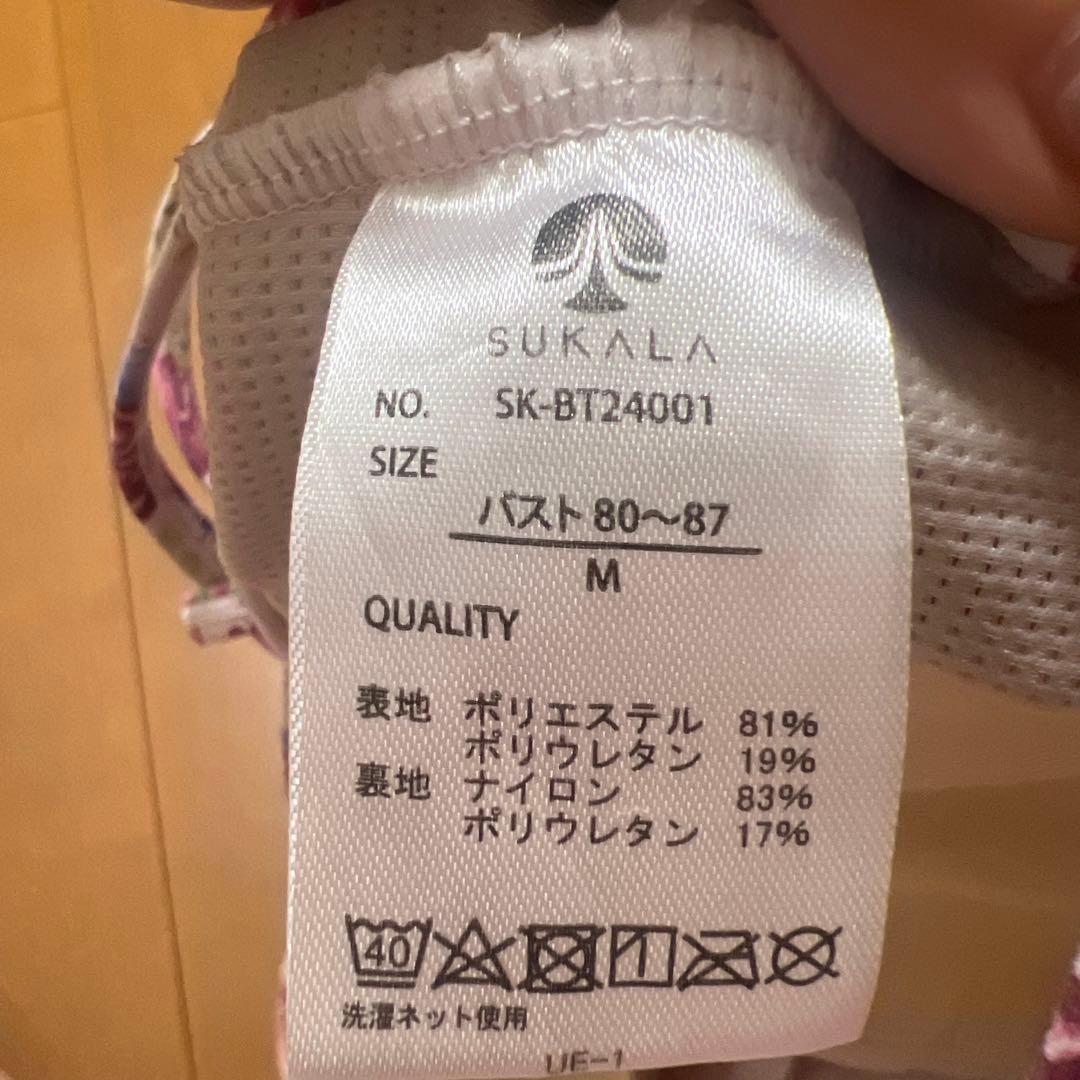 SUKALA
NO. SK-BT24001
SIZE
バスト 80～87
M
QUALITY
表地 ポリエステル 81%
ポリウレタン 19%
裏地 ナイロン 83%
ポリウレタン 17%
40
洗濯ネット使用